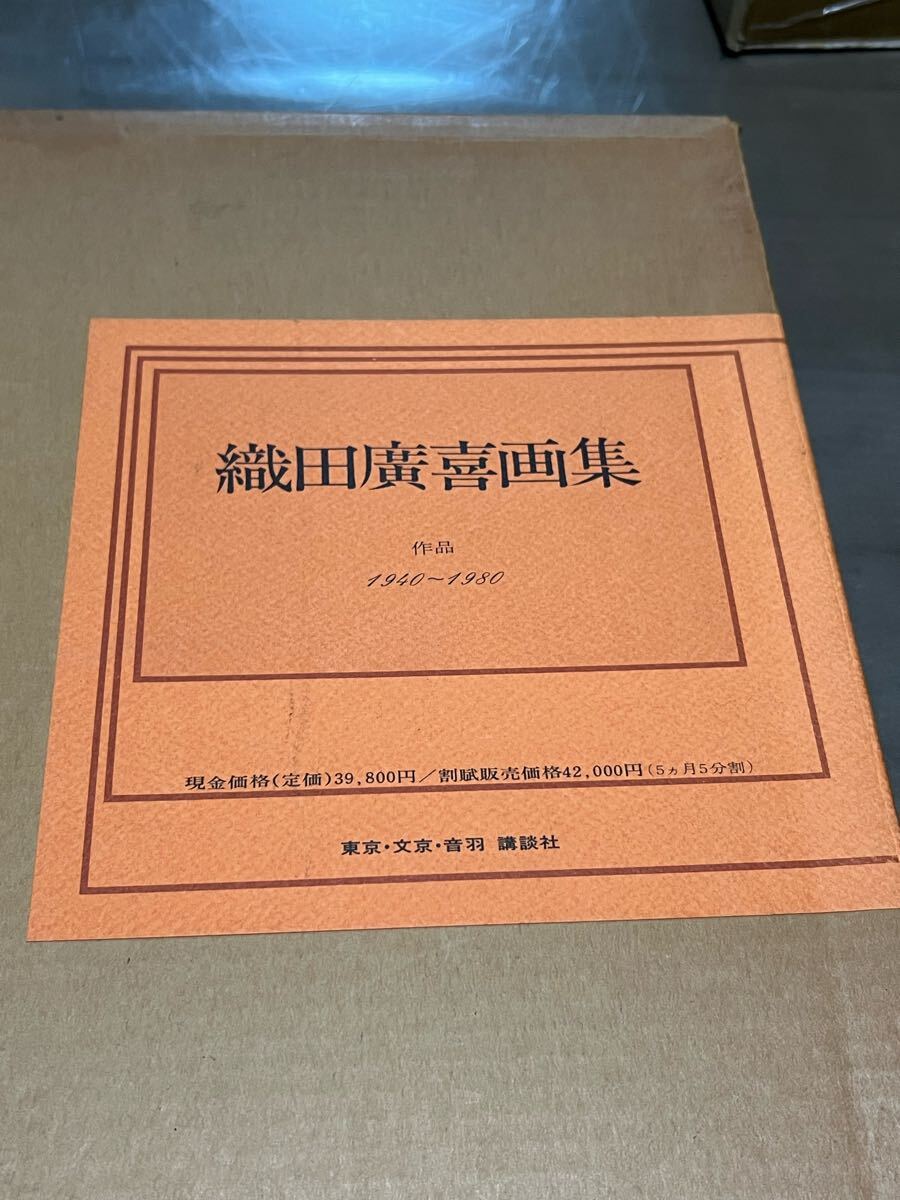 織田廣喜画集
作品
1940~1980
現金価格(定価)39,800円/割賦販売価格42,000円(5ヵ月5分割)
東京・文京・音羽 講談社